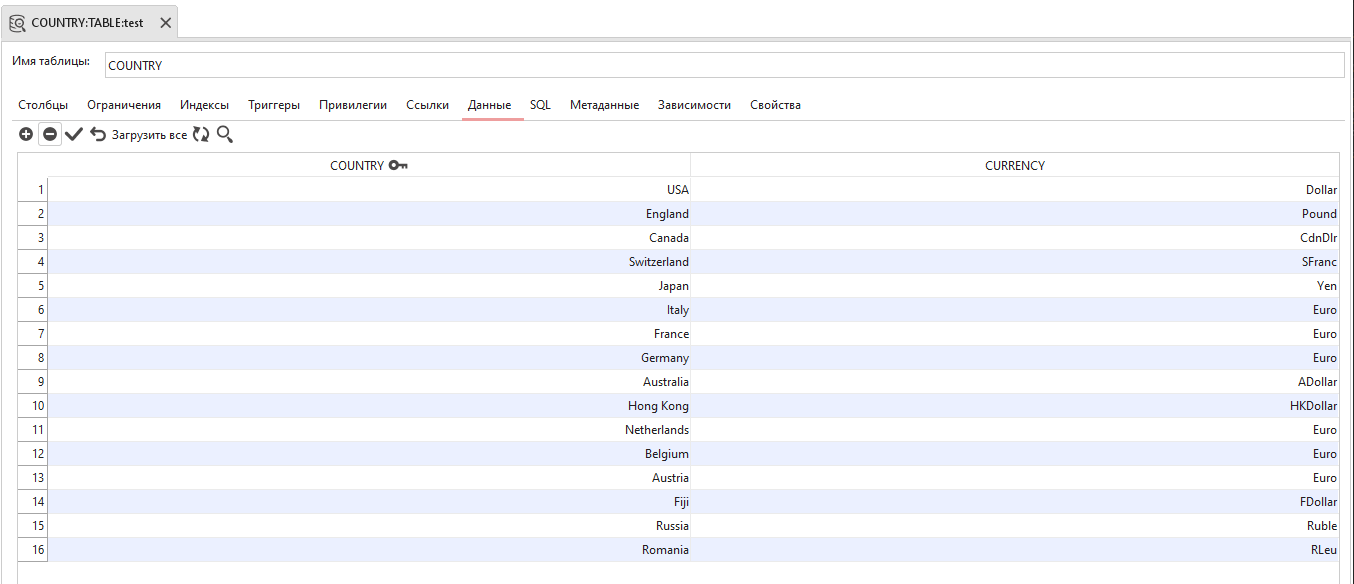 COUNTRY:TABLE:test
Имя таблицы: COUNTRY
Столбцы Ограничения Индексы Триггеры Привилегии Ссылки Данные SQL Метаданные Зависимости Свойства
Загрузить все
COUNTRY CURRENCY
1 USA Dollar
2 England Pound
3 Canada CdnDlr
4 Switzerland SFranc
5 Japan Yen
6 Italy Euro
7 France Euro
8 Germany Euro
9 Australia ADollar
10 Hong Kong HKDollar
11 Netherlands Euro
12 Belgium Euro
13 Austria Euro
14 Fiji FDollar
15 Russia Ruble
16 Romania RLeu